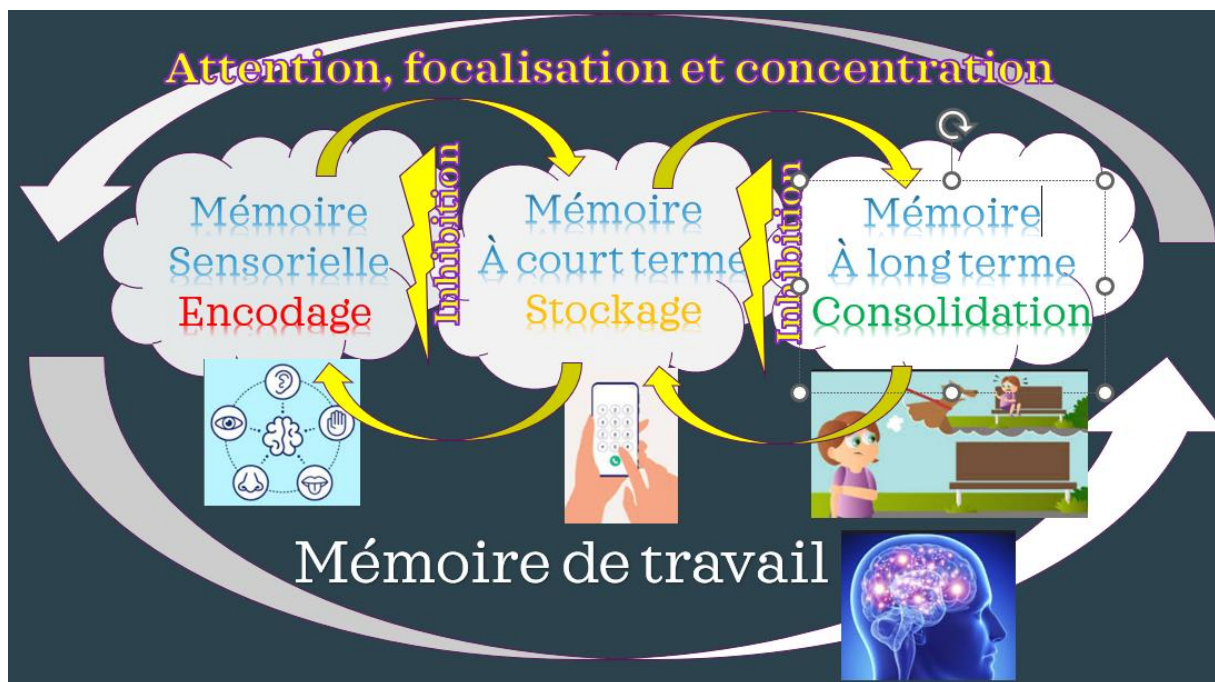 Attention, focalisation et concentration
Mémoire
Sensorielle
Encodage
Inhibition
Mémoire
À court terme
Stockage
Inhibition
Mémoire
À long terme
Consolidation
Mémoire de travail